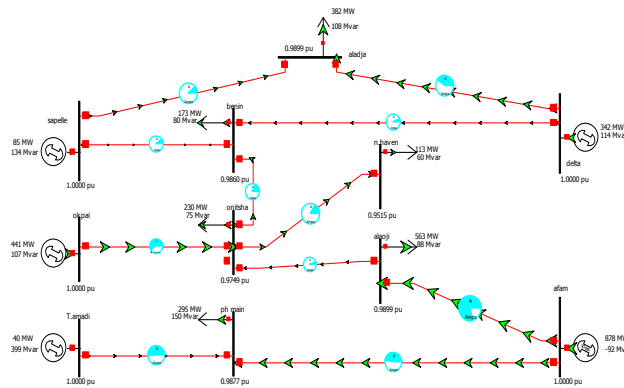 382 MW
108 Mvar
0.9899 pu
aladja
sapelle
173 MW
80 Mvar
benin
85 MW
134 Mvar
342 MW
114 Mvar
n.haven
113 MW
60 Mvar
delta
1.0000 pu
0.9860 pu
1.0000 pu
okpai
230 MW
75 Mvar
onitsha
0.9515 pu
alaoji
563 MW
88 Mvar
441 MW
107 Mvar
1.0000 pu
0.9749 pu
0.9899 pu
afam
T.amadi
295 MW
150 Mvar
ph main
40 MW
399 Mvar
878 MW
-92 Mvar
1.0000 pu
0.9877 pu
1.0000 pu
A
Amps